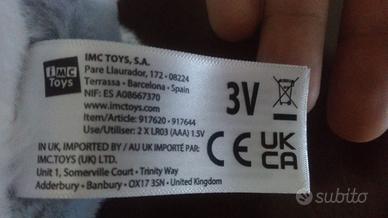 imc
Toys
IMC TOYS, S.A.
Pare Llaurador, 172 · 08224
Terrassa · Barcelona · Spain
NIF: ES A08667370
www.imctoys.com
Item/Article: 917620 · 917644
Use/Utiliser: 2 X LR03 (AAA) 1.5V
3V
CE
UK
CA
IN UK, IMPORTED BY / AU UK IMPORTÉ PAR:
IMC.TOYS (UK) LTD.
Unit 1, Somerville Court · Trinity Way
Adderbury · Banbury · OX17 3SN · United Kingdom
subito